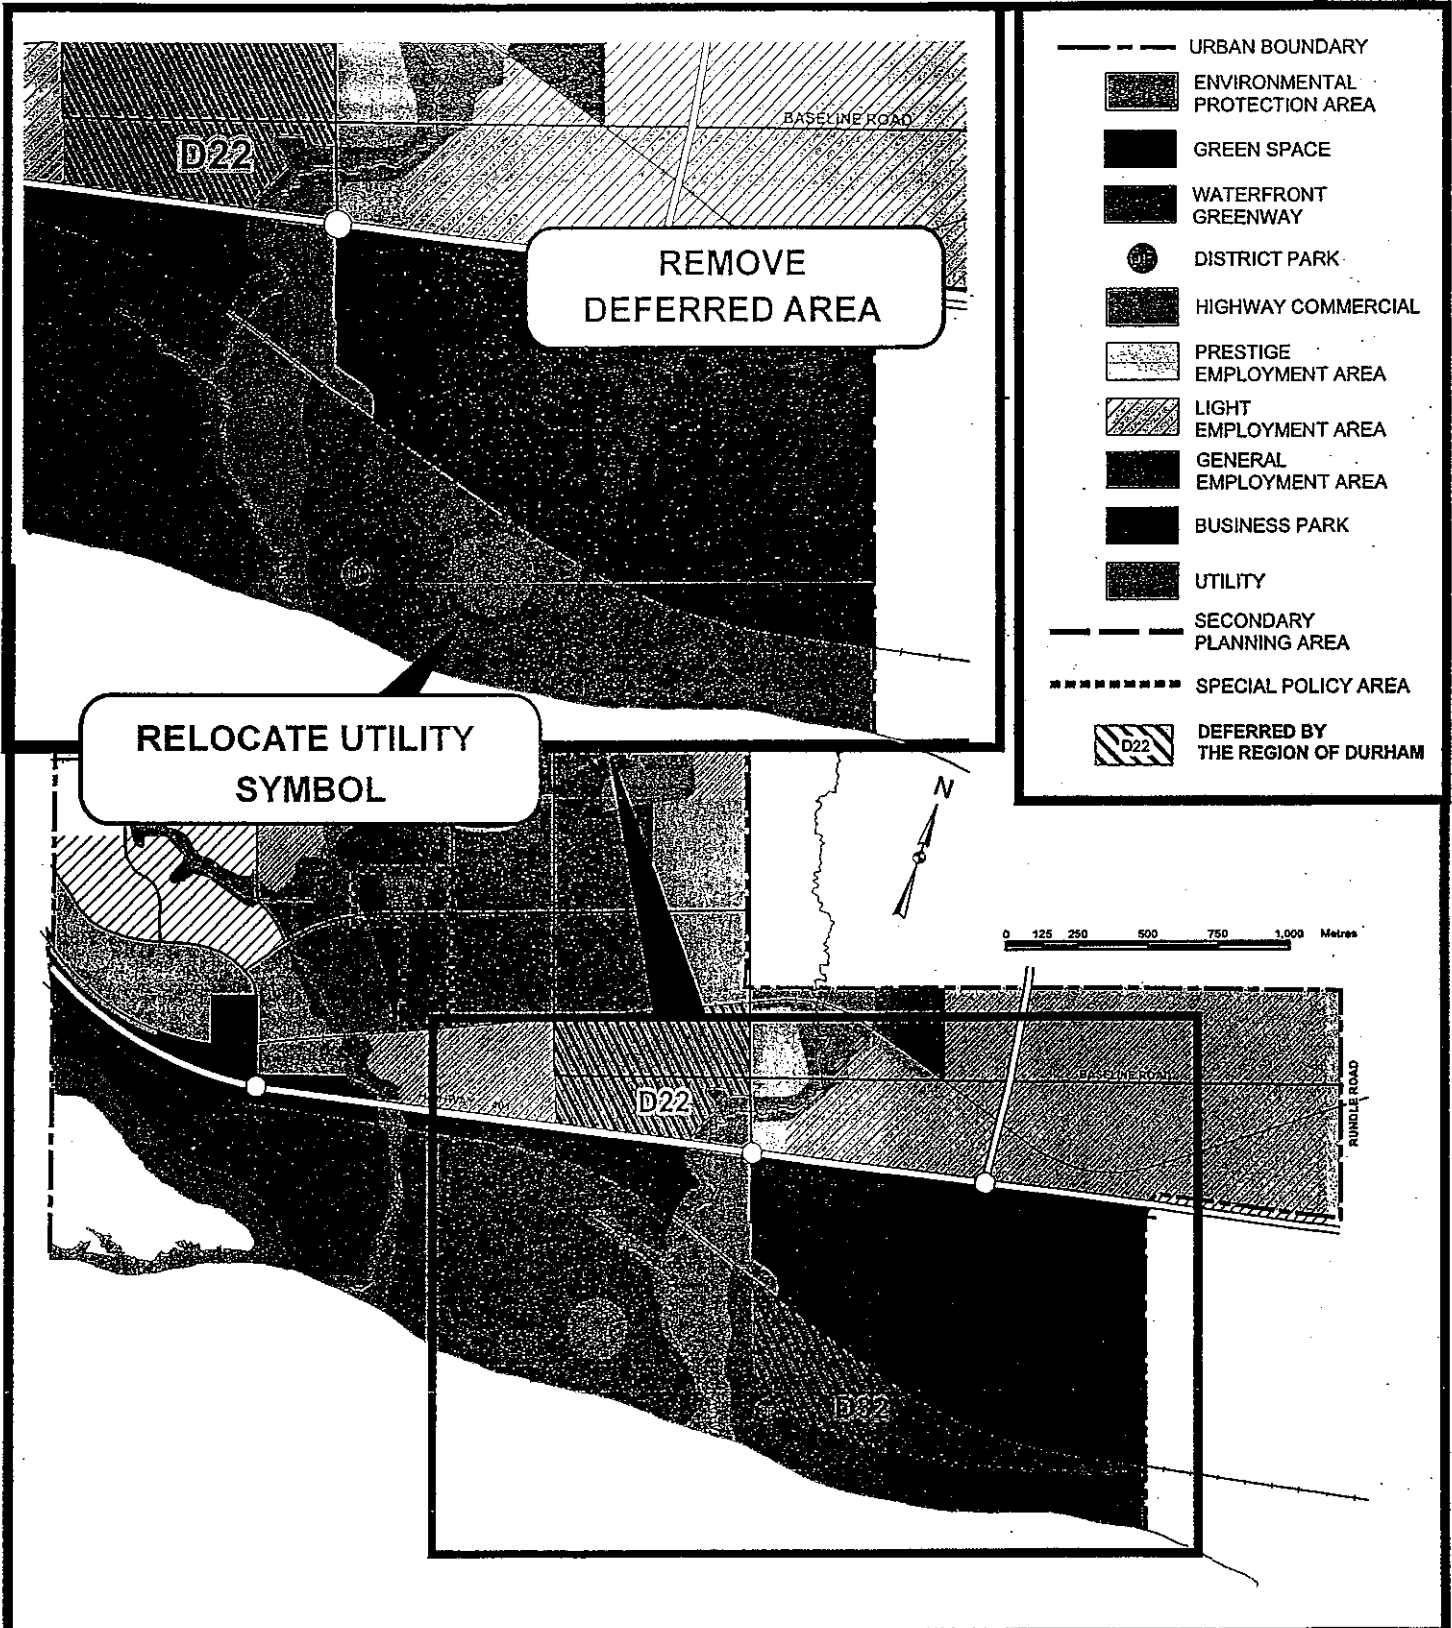 BASELINE ROAD
D22
REMOVE
DEFERRED AREA
RELOCATE UTILITY
SYMBOL
URBAN BOUNDARY
ENVIRONMENTAL
PROTECTION AREA
GREEN SPACE
WATERFRONT
GREENWAY
DISTRICT PARK
HIGHWAY COMMERCIAL
PRESTIGE
EMPLOYMENT AREA
LIGHT
EMPLOYMENT AREA
GENERAL
EMPLOYMENT AREA
BUSINESS PARK
UTILITY
SECONDARY
PLANNING AREA
SPECIAL POLICY AREA
D22
DEFERRED BY
THE REGION OF DURHAM
N
0 125 250 500 750 1,000 Metres
BASELINE ROAD
D22
RUNDLE ROAD
D32